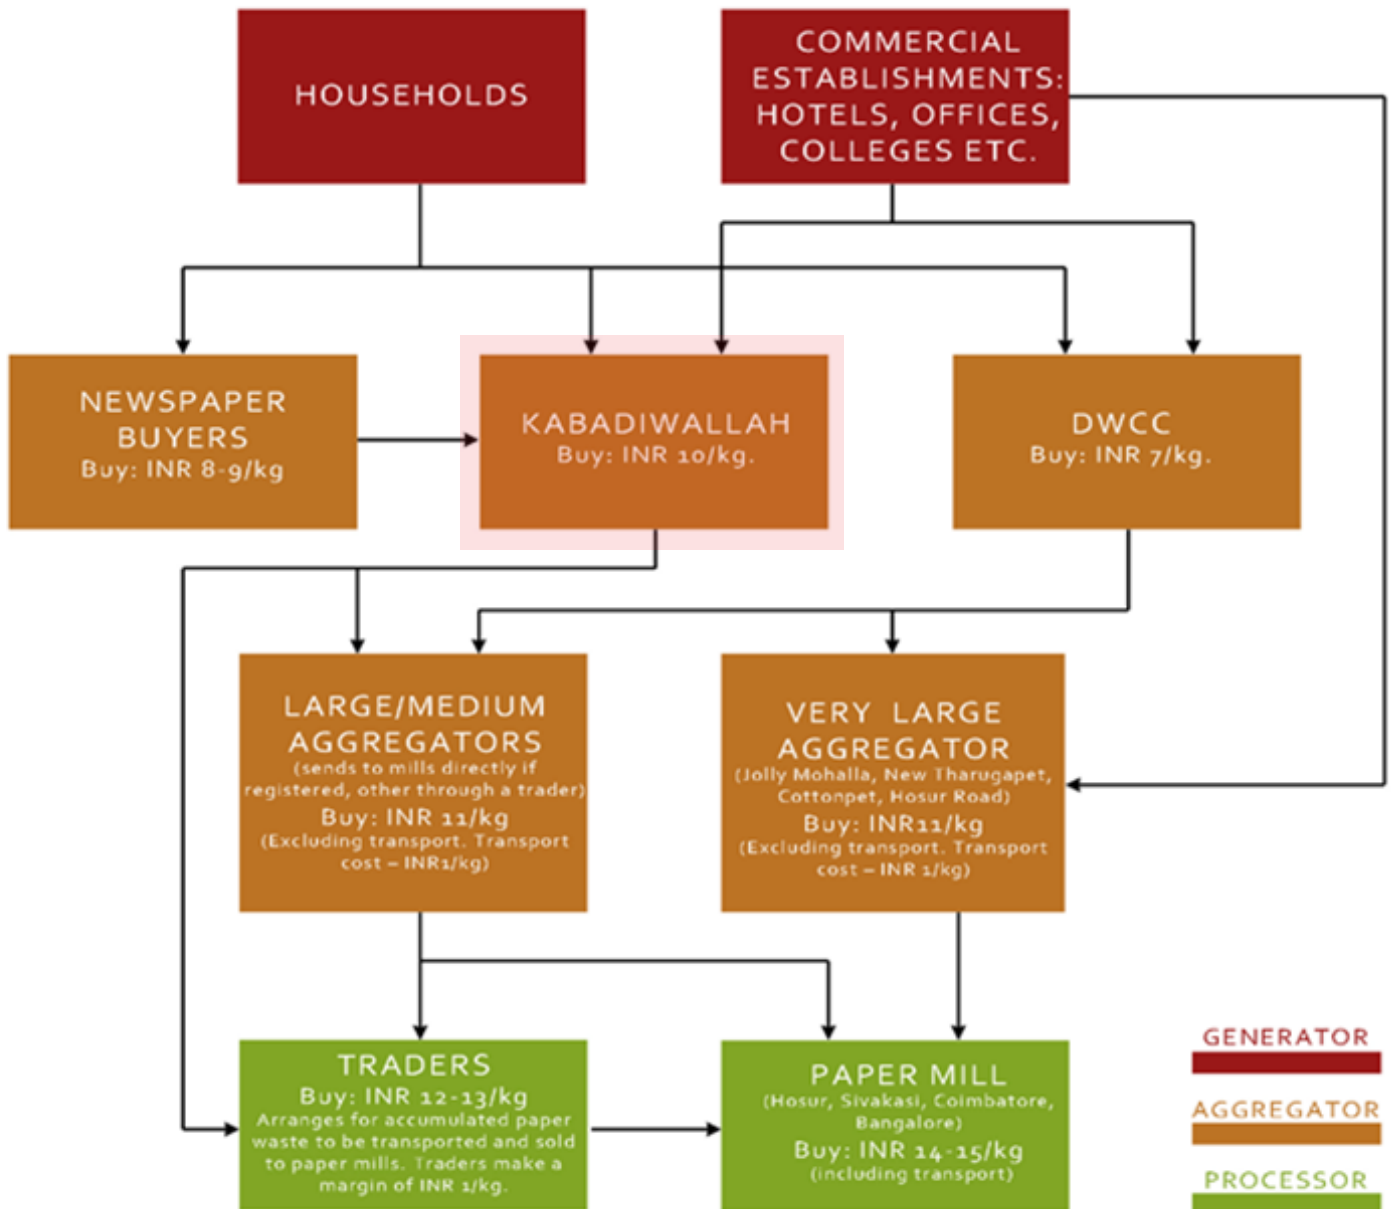 HOUSEHOLDS
COMMERCIAL
ESTABLISHMENTS:
HOTELS, OFFICES,
COLLEGES ETC.
NEWSPAPER
BUYERS
Buy: INR 8-9/kg
KABADIWALLAH
Buy: INR 10/kg.
DWCC
Buy: INR 7/kg.
LARGE/MEDIUM
AGGREGATORS
(sends to mills directly if
registered, other through a trader)
Buy: INR 11/kg
(Excluding transport. Transport
cost – INR1/kg)
VERY LARGE
AGGREGATOR
(Jolly Mohalla, New Tharugapet,
Cottonpet, Hosur Road)
Buy: INR11/kg
(Excluding transport. Transport
cost – INR 1/kg)
TRADERS
Buy: INR 12-13/kg
Arranges for accumulated paper
waste to be transported and sold
to paper mills. Traders make a
margin of INR 1/kg.
PAPER MILL
(Hosur, Sivakasi, Coimbatore,
Bangalore)
Buy: INR 14-15/kg
(including transport)
GENERATOR
AGGREGATOR
PROCESSOR